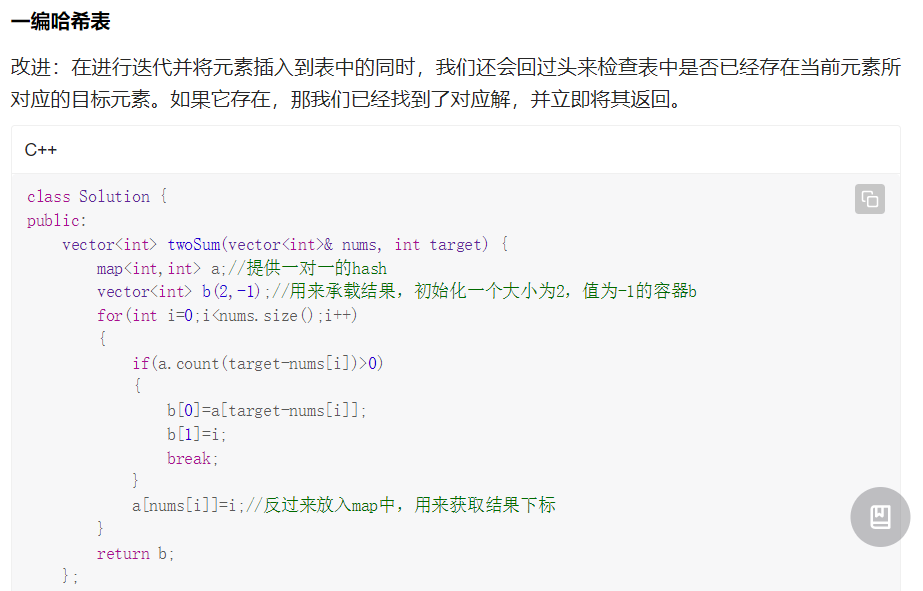 一编哈希表
改进：在进行迭代并将元素插入到表中的同时，我们还会回过头来检查表中是否已经存在当前元素所
对应的目标元素。如果它存在，那我们已经找到了对应解，并立即将其返回。
C++
class Solution {
public:
    vector<int> twoSum(vector<int>& nums, int target) {
        map<int,int> a;//提供一对一的hash
        vector<int> b(2,-1);//用来承载结果，初始化一个大小为2，值为-1的容器b
        for(int i=0;i<nums.size();i++)
        {
            if(a.count(target-nums[i])>0)
            {
                b[0]=a[target-nums[i]];
                b[1]=i;
                break;
            }
            a[nums[i]]=i;//反过来放入map中，用来获取结果下标
        }
        return b;
    };